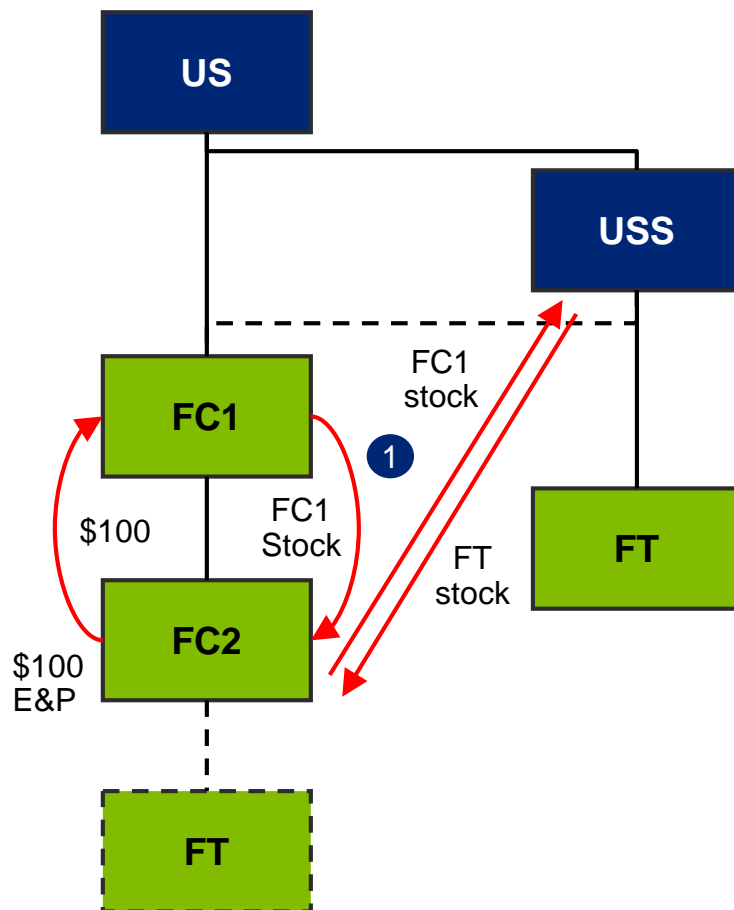 US
USS
FC1
stock
FC1
1
$100
FC1
Stock
FT
stock
FT
FC2
$100
E&P
FT